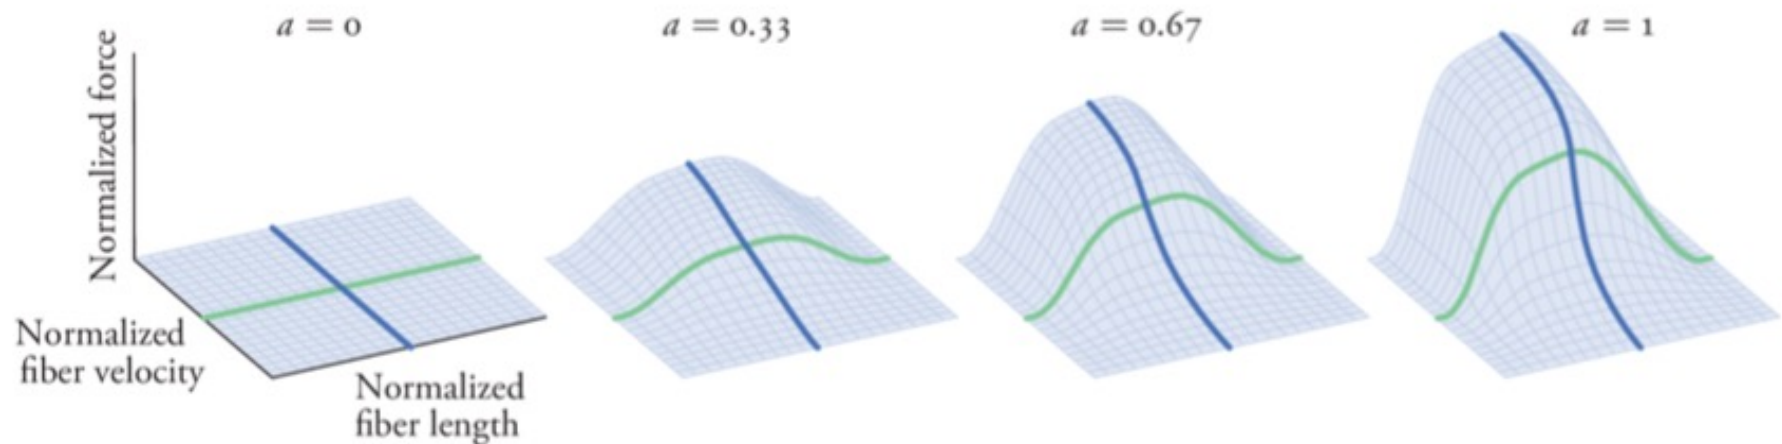 a = 0
a = 0.33
a = 0.67
a = 1
Normalized force
Normalized
fiber velocity
Normalized
fiber length